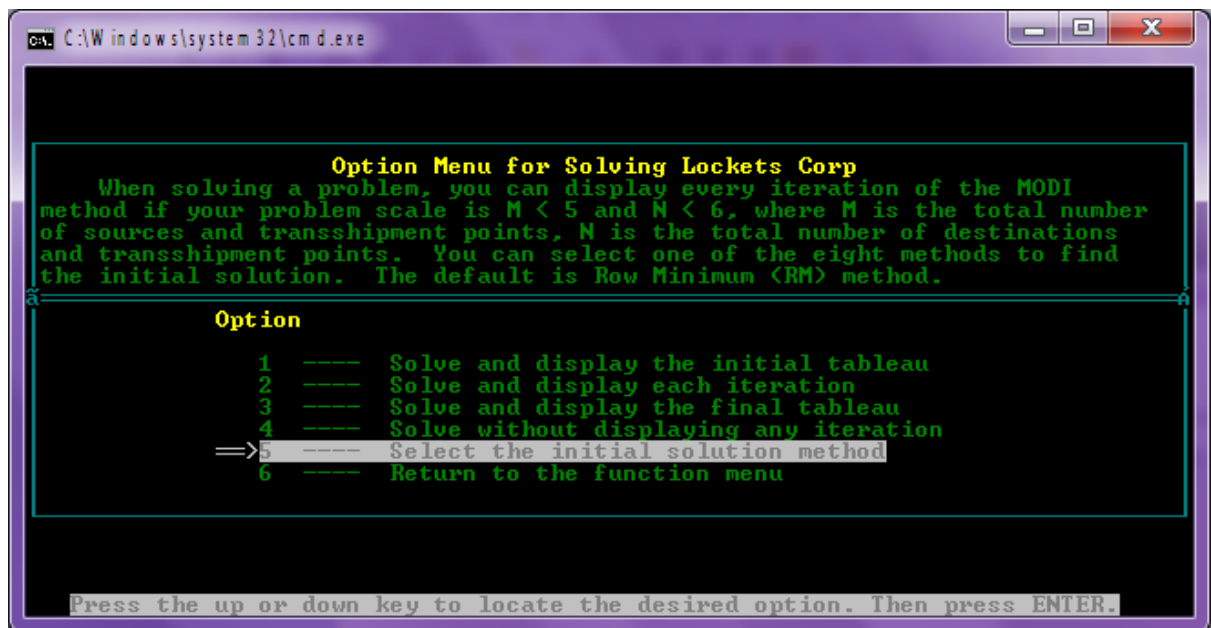 C:\Windows\system32\cmd.exe
Option Menu for Solving Lockets Corp
When solving a problem, you can display every iteration of the MODI
method if your problem scale is M < 5 and N < 6, where M is the total number
of sources and transshipment points, N is the total number of destinations
and transshipment points. You can select one of the eight methods to find
the initial solution. The default is Row Minimum (RM) method.
Option
1 ---- Solve and display the initial tableau
2 ---- Solve and display each iteration
3 ---- Solve and display the final tableau
4 ---- Solve without displaying any iteration
==>5 ---- Select the initial solution method
6 ---- Return to the function menu
Press the up or down key to locate the desired option. Then press ENTER.